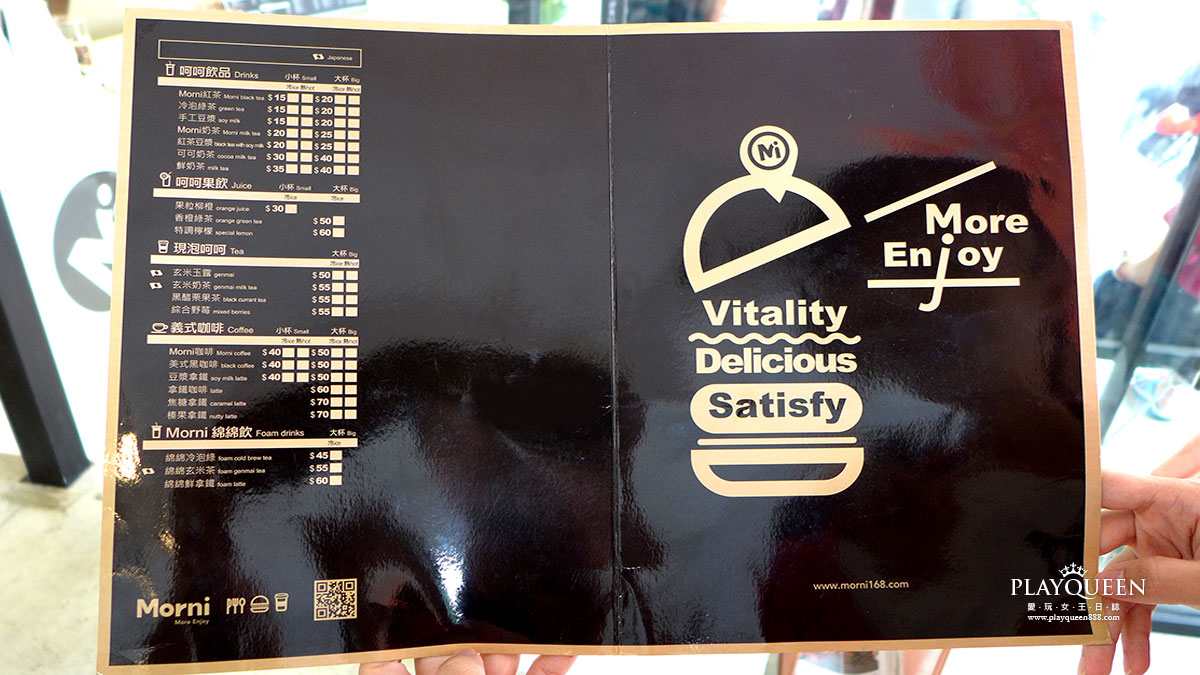 Japanese
呵呵飲品 Drinks 小杯 Small 大杯 Big
冷ice 熱hot 冷ice 熱hot
Morni紅茶 Morni black tea $15 $20
冷泡綠茶 green tea $15 $20
手工豆漿 soy milk $15 $20
Morni奶茶 Morni milk tea $20 $25
紅茶豆漿 black tea with soy milk $20 $25
可可奶茶 cocoa milk tea $30 $40
鮮奶茶 milk tea $35 $40
呵呵果飲 Juice 小杯 Small 大杯 Big
冷ice 冷ice
果粒柳橙 orange juice $30
香橙綠茶 orange green tea $50
特調檸檬 special lemon $60
現泡呵呵 Tea 大杯 Big
冷ice 熱hot
玄米玉露 genmai $50
玄米奶茶 genmai milk tea $55
黑醋栗果茶 black currant tea $55
綜合野莓 mixed berries $55
義式咖啡 Coffee 小杯 Small 大杯 Big
冷ice 熱hot 冷ice 熱hot
Morni咖啡 Morni coffee $40 $50
美式黑咖啡 black coffee $40 $50
豆漿拿鐵 soy milk latte $40 $50
拿鐵咖啡 latte $60
焦糖拿鐵 caramel latte $70
榛果拿鐵 nutty latte $70
Morni 綿綿飲 Foam drinks 大杯 Big
冷ice
綿綿冷泡綠 foam cold brew tea $45
綿綿玄米茶 foam genmai tea $55
綿綿鮮拿鐵 foam latte $60
Morni
More Enjoy
Mi
More
Enjoy
Vitality
Delicious
Satisfy
www.morni168.com
PLAYQUEEN
愛·玩·女·王·日·誌
www.playqueen888.com